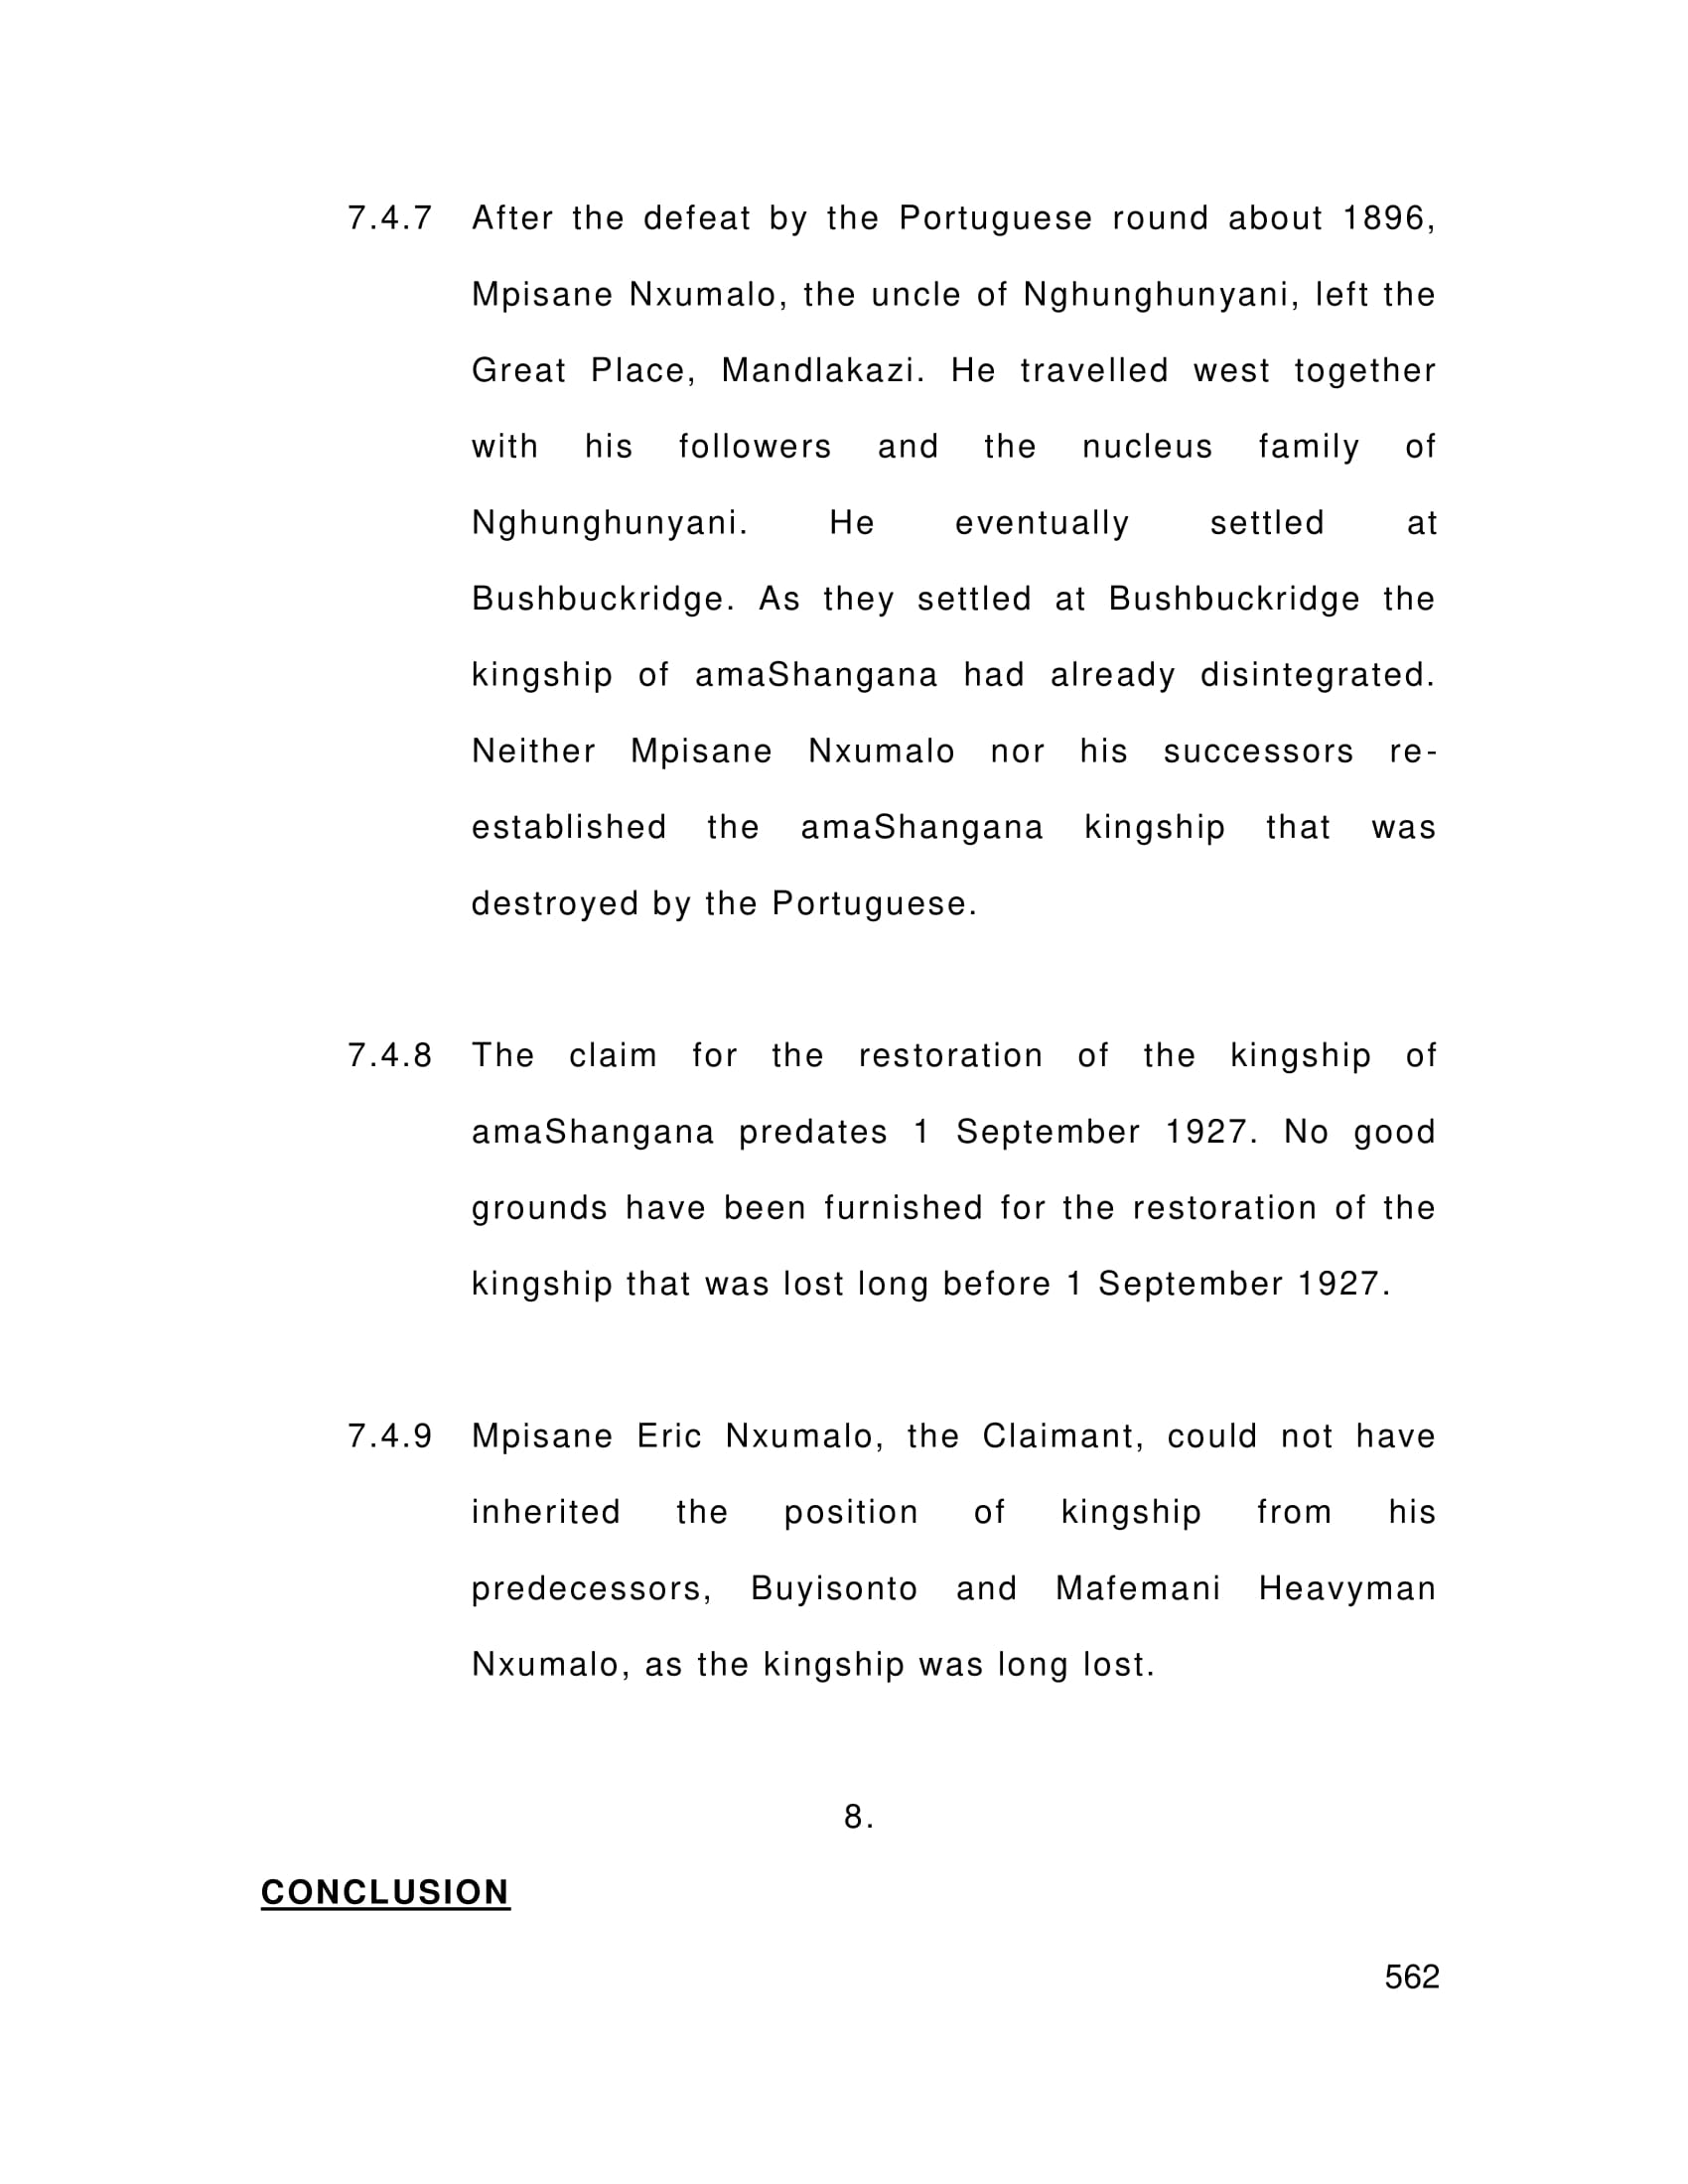 7.4.7 After the defeat by the Portuguese round about 1896,
Mpisane Nxumalo, the uncle of Nghunghunyani, left the
Great Place, Mandlakazi. He travelled west together
with his followers and the nucleus family of
Nghunghunyani. He eventually settled at
Bushbuckridge. As they settled at Bushbuckridge the
kingship of amaShangana had already disintegrated.
Neither Mpisane Nxumalo nor his successors re-
established the amaShangana kingship that was
destroyed by the Portuguese.
7.4.8 The claim for the restoration of the kingship of
amaShangana predates 1 September 1927. No good
grounds have been furnished for the restoration of the
kingship that was lost long before 1 September 1927.
7.4.9 Mpisane Eric Nxumalo, the Claimant, could not have
inherited the position of kingship from his
predecessors, Buyisonto and Mafemani Heavyman
Nxumalo, as the kingship was long lost.
8.
CONCLUSION
562